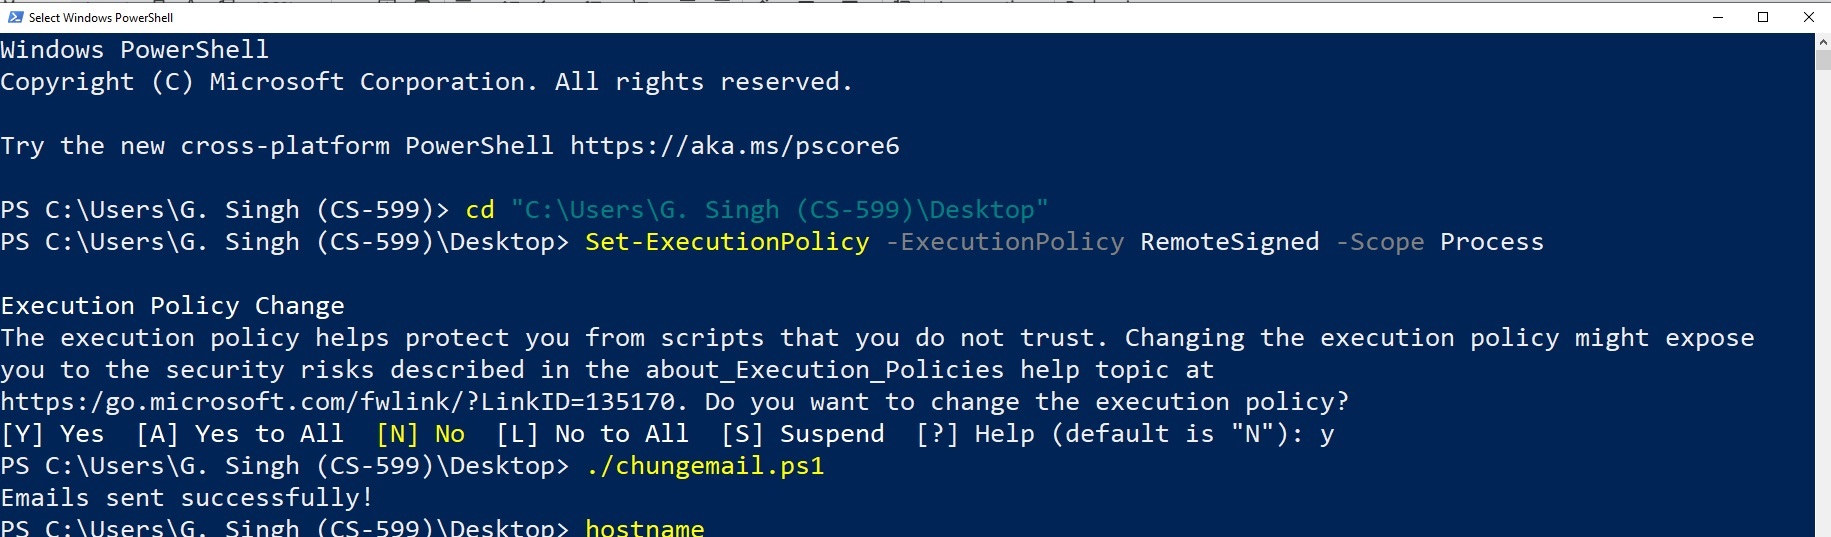 Select Windows PowerShell
Windows PowerShell
Copyright (C) Microsoft Corporation. All rights reserved.
Try the new cross-platform PowerShell https://aka.ms/pscore6
PS C:\Users\G. Singh (CS-599)> cd "C:\Users\G. Singh (CS-599)\Desktop"
PS C:\Users\G. Singh (CS-599)\Desktop> Set-ExecutionPolicy -ExecutionPolicy RemoteSigned -Scope Process
Execution Policy Change
The execution policy helps protect you from scripts that you do not trust. Changing the execution policy might expose
you to the security risks described in the about_Execution_Policies help topic at
https:/go.microsoft.com/fwlink/?LinkID=135170. Do you want to change the execution policy?
[Y] Yes  [A] Yes to All  [N] No  [L] No to All  [S] Suspend  [?] Help (default is "N"): y
PS C:\Users\G. Singh (CS-599)\Desktop> ./chungemail.ps1
Emails sent successfully!
PS C:\Users\G. Singh (CS-599)\Desktop> hostname